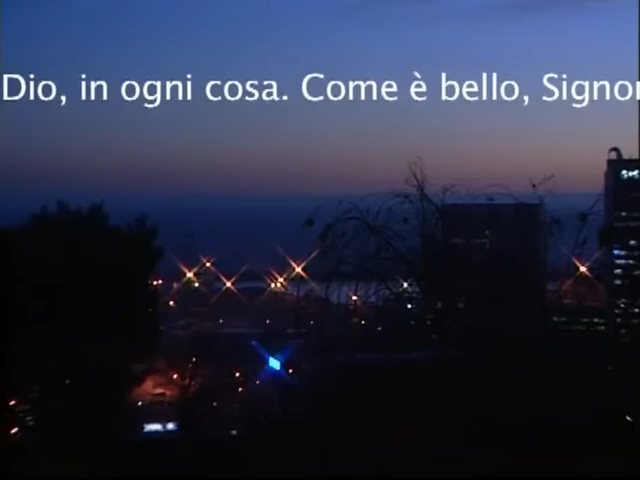 Dio, in ogni cosa. Come è bello, Signor